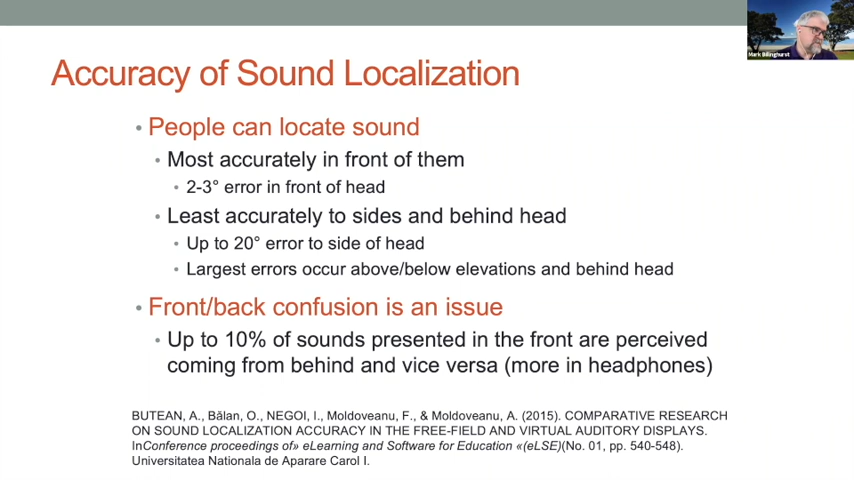 Mark Billinghurst
Accuracy of Sound Localization
• People can locate sound
• Most accurately in front of them
• 2-3° error in front of head
• Least accurately to sides and behind head
• Up to 20° error to side of head
• Largest errors occur above/below elevations and behind head
• Front/back confusion is an issue
• Up to 10% of sounds presented in the front are perceived
coming from behind and vice versa (more in headphones)
BUTEAN, A., Bălan, O., NEGOI, I., Moldoveanu, F., & Moldoveanu, A. (2015). COMPARATIVE RESEARCH
ON SOUND LOCALIZATION ACCURACY IN THE FREE-FIELD AND VIRTUAL AUDITORY DISPLAYS.
InConference proceedings of» eLearning and Software for Education «(eLSE)(No. 01, pp. 540-548).
Universitatea Nationala de Aparare Carol I.